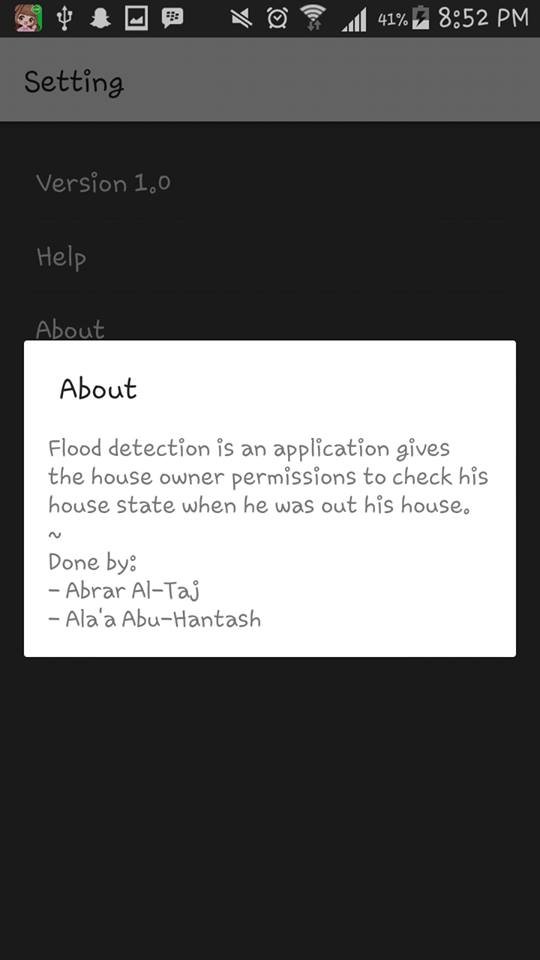 41% 8:52 PM
Setting
Version 1.0
Help
About
About
Flood detection is an application gives
the house owner permissions to check his
house state when he was out his house.
~
Done by:
- Abrar Al-Taj
- Ala'a Abu-Hantash